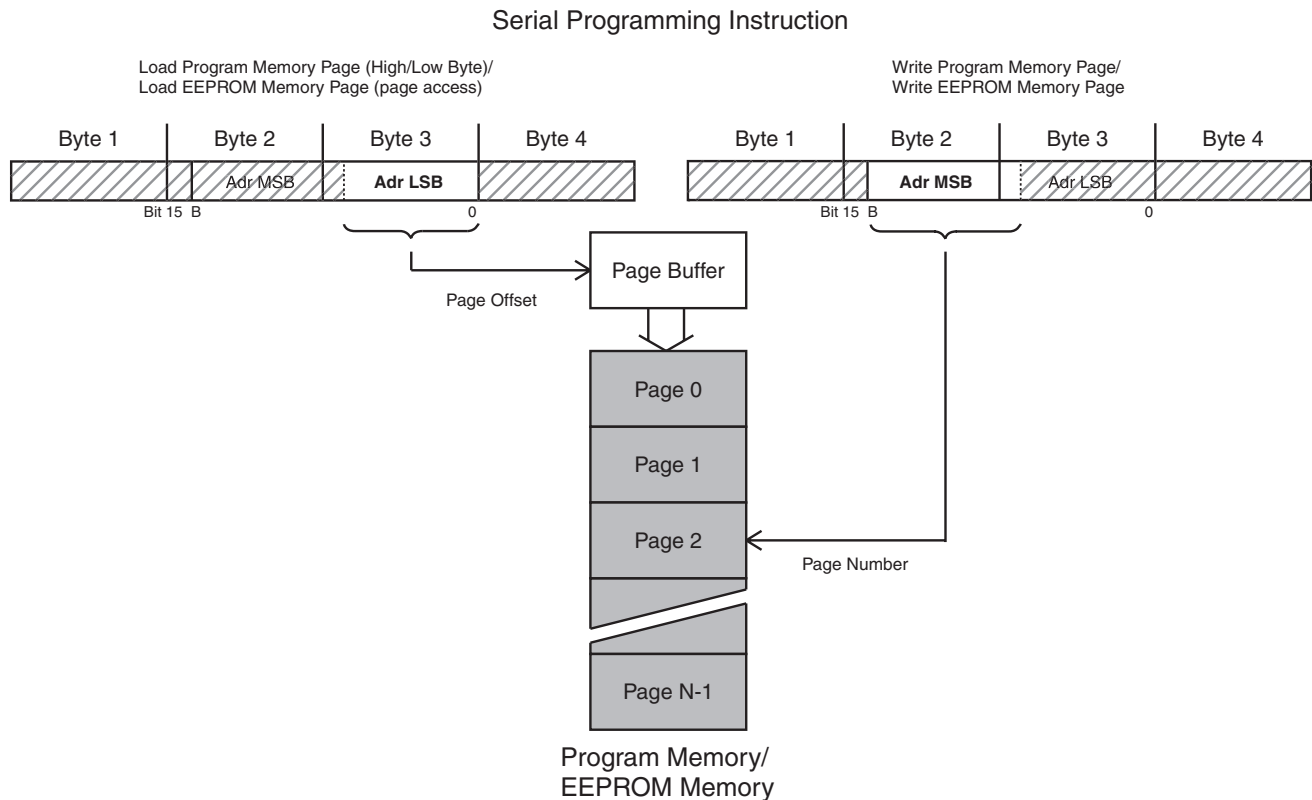 Serial Programming Instruction
Load Program Memory Page (High/Low Byte)/
Load EEPROM Memory Page (page access)
Write Program Memory Page/
Write EEPROM Memory Page
Byte 1 Byte 2 Byte 3 Byte 4
Byte 1 Byte 2 Byte 3 Byte 4
Adr MSB Adr LSB
Adr MSB Adr LSB
Bit 15 B 0
Bit 15 B 0
Page Buffer
Page Offset
Page 0
Page 1
Page 2
Page Number
Page N-1
Program Memory/
EEPROM Memory